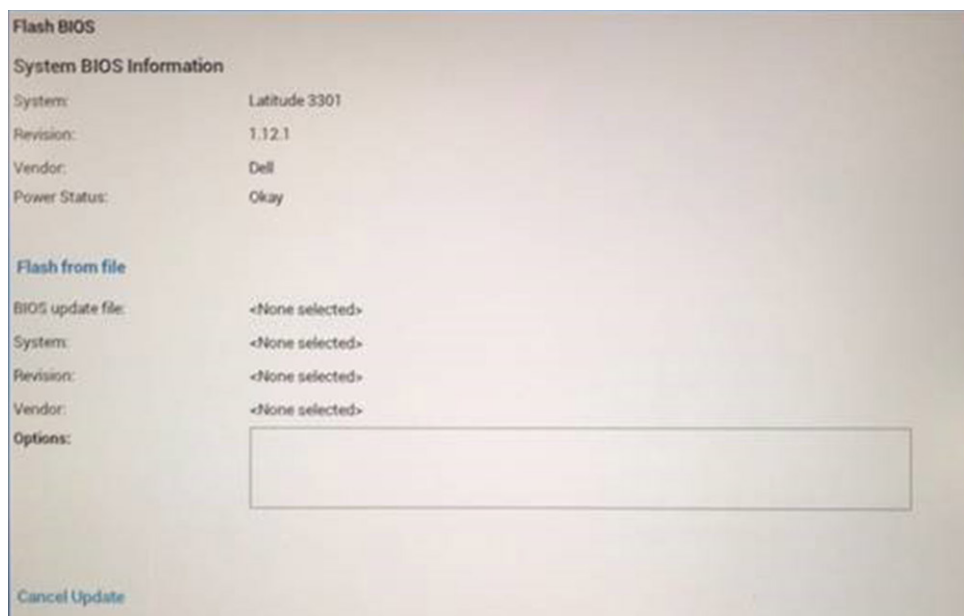 Flash BIOS
System BIOS Information
System: Latitude 3301
Revision: 1.12.1
Vendor: Dell
Power Status: Okay
Flash from file
BIOS update file: <None selected>
System: <None selected>
Revision: <None selected>
Vendor: <None selected>
Options:
Cancel Update